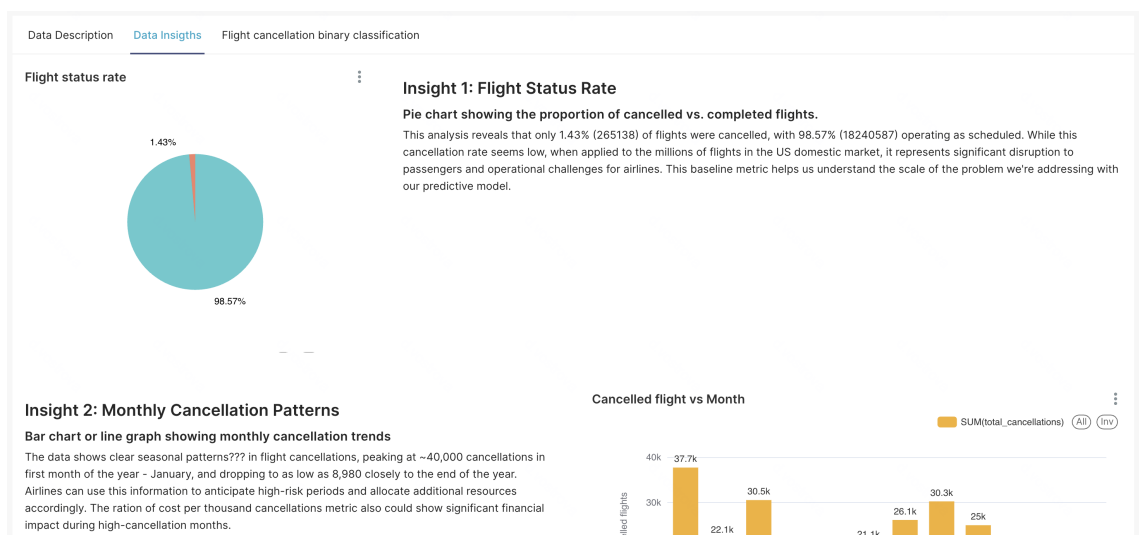 Data Description Data Insigths Flight cancellation binary classification
Flight status rate
1.43%
98.57%
Insight 1: Flight Status Rate
Pie chart showing the proportion of cancelled vs. completed flights.
This analysis reveals that only 1.43% (265138) of flights were cancelled, with 98.57% (18240587) operating as scheduled. While this
cancellation rate seems low, when applied to the millions of flights in the US domestic market, it represents significant disruption to
passengers and operational challenges for airlines. This baseline metric helps us understand the scale of the problem we're addressing with
our predictive model.
Insight 2: Monthly Cancellation Patterns
Bar chart or line graph showing monthly cancellation trends
The data shows clear seasonal patterns??? in flight cancellations, peaking at ~40,000 cancellations in
first month of the year - January, and dropping to as low as 8,980 closely to the end of the year.
Airlines can use this information to anticipate high-risk periods and allocate additional resources
accordingly. The ration of cost per thousand cancellations metric also could show significant financial
impact during high-cancellation months.
Cancelled flight vs Month
SUM(total_cancellations) All Inv
40k
37.7k
30.5k
30.3k
30k
26.1k
25k
22.1k
21.1k
flights